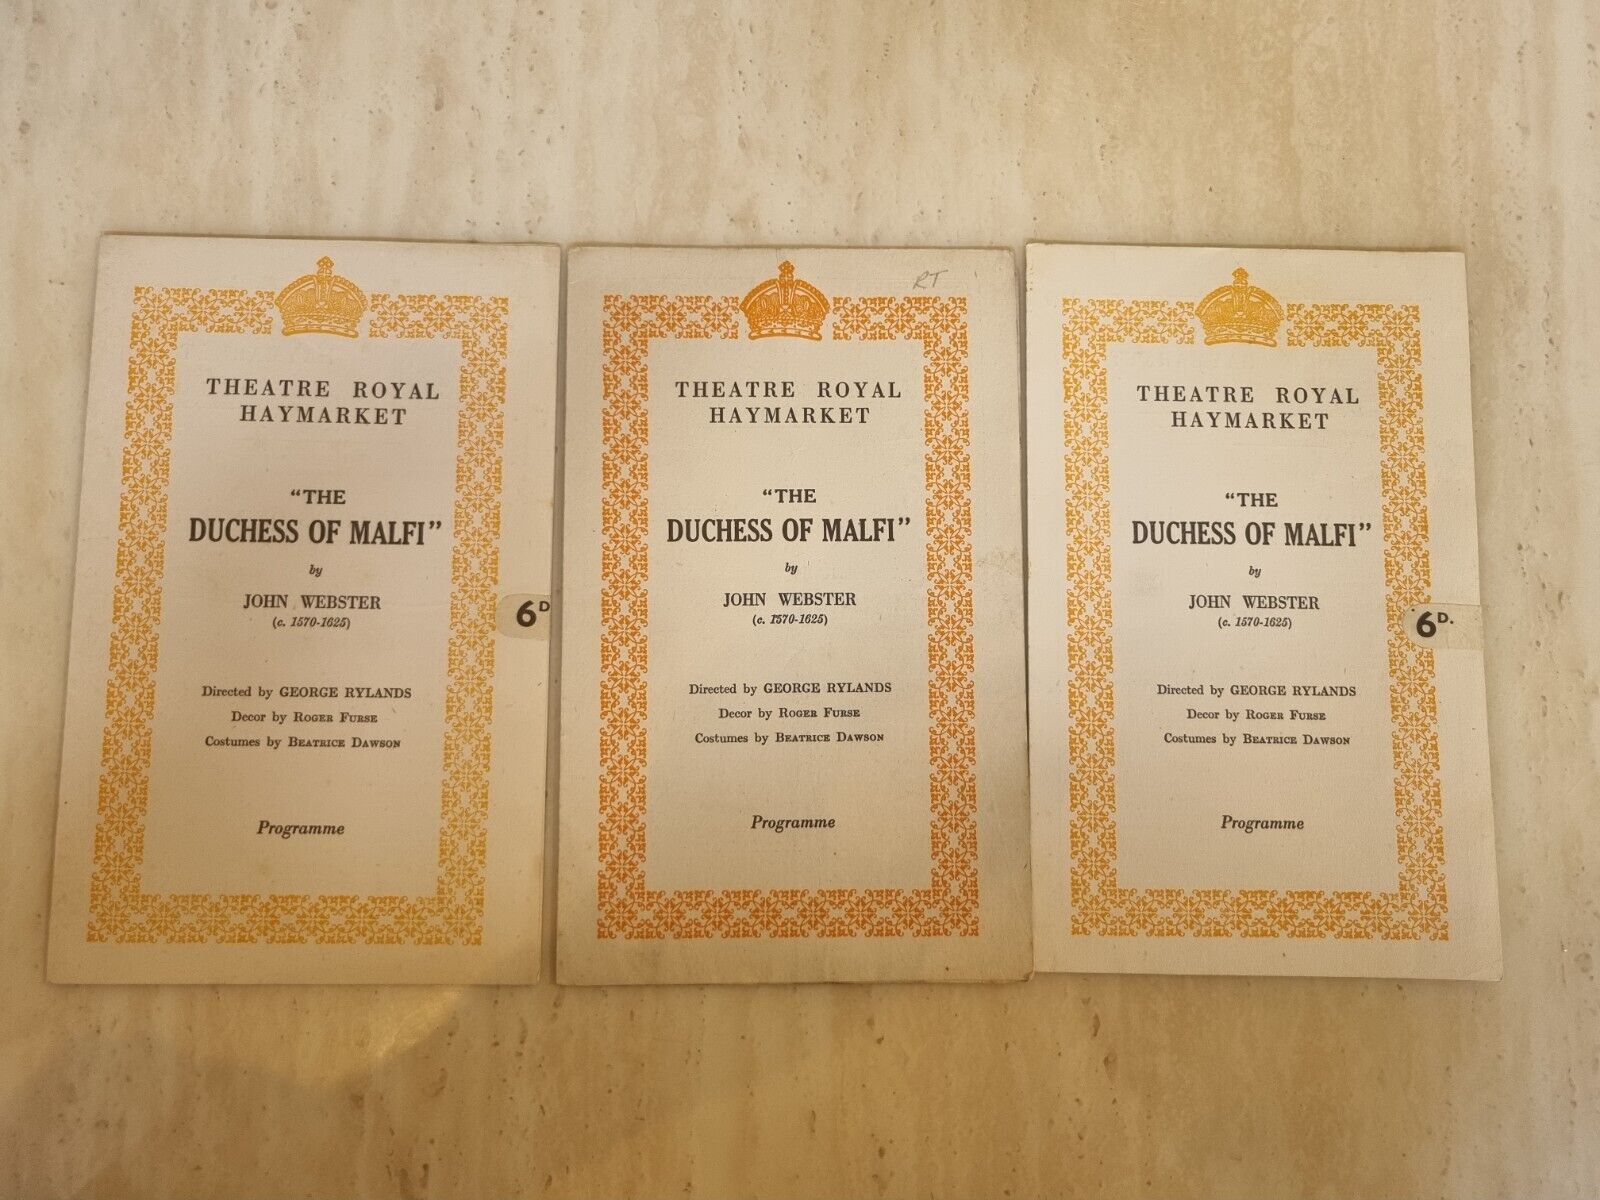 THEATRE ROYAL
HAYMARKET
"THE
DUCHESS OF MALFI"
by
JOHN WEBSTER
(c. 1570-1625)
6D
Directed by GEORGE RYLANDS
Decor by ROGER FURSE
Costumes by BEATRICE DAWSON
Programme
RT
THEATRE ROYAL
HAYMARKET
"THE
DUCHESS OF MALFI"
by
JOHN WEBSTER
(c. 1570-1625)
Directed by GEORGE RYLANDS
Decor by ROGER FURSE
Costumes by BEATRICE DAWSON
Programme
THEATRE ROYAL
HAYMARKET
"THE
DUCHESS OF MALFI"
by
JOHN WEBSTER
(c. 1570-1625)
6D.
Directed by GEORGE RYLANDS
Decor by ROGER FURSE
Costumes by BEATRICE DAWSON
Programme